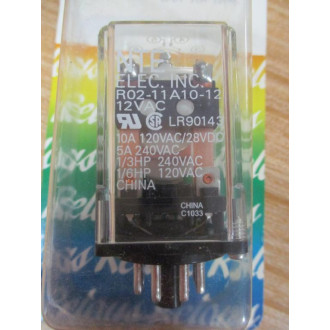 ELEC. INC.
R02-11A10-12
12VAC
LR90143
10A 120VAC/28VDC
5A 240VAC
1/3HP 240VAC
1/6HP 120VAC
CHINA
CHINA
C1033